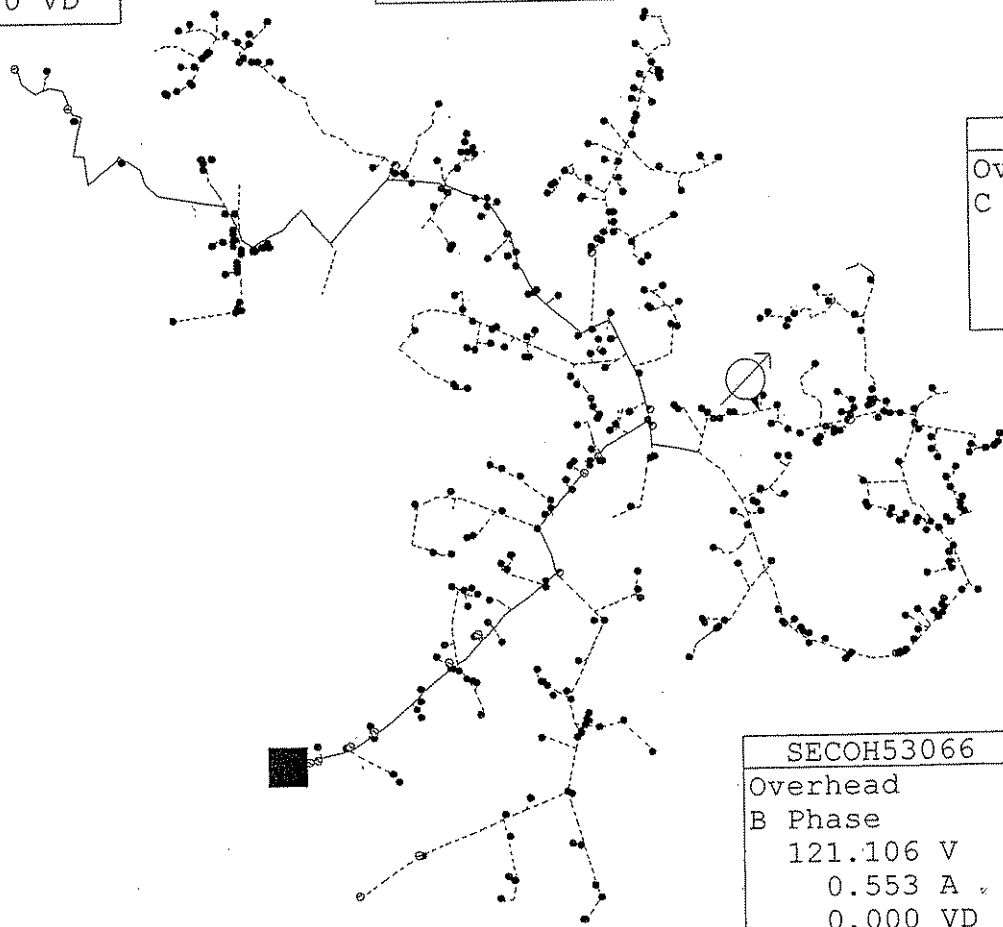 0 VD
Ov
C
SECOH53066
Overhead
B Phase
121.106 V
0.553 A
0.000 VD